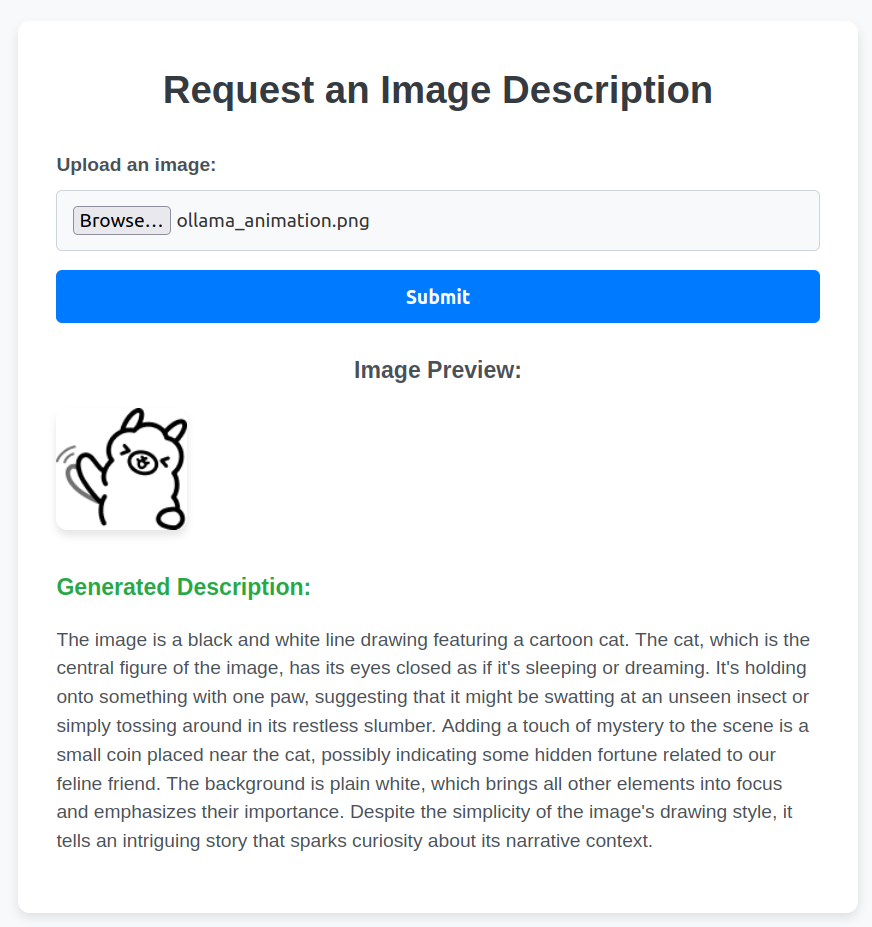 Request an Image Description
Upload an image:
Browse... ollama_animation.png
Submit
Image Preview:
Generated Description:
The image is a black and white line drawing featuring a cartoon cat. The cat, which is the
central figure of the image, has its eyes closed as if it's sleeping or dreaming. It's holding
onto something with one paw, suggesting that it might be swatting at an unseen insect or
simply tossing around in its restless slumber. Adding a touch of mystery to the scene is a
small coin placed near the cat, possibly indicating some hidden fortune related to our
feline friend. The background is plain white, which brings all other elements into focus
and emphasizes their importance. Despite the simplicity of the image's drawing style, it
tells an intriguing story that sparks curiosity about its narrative context.